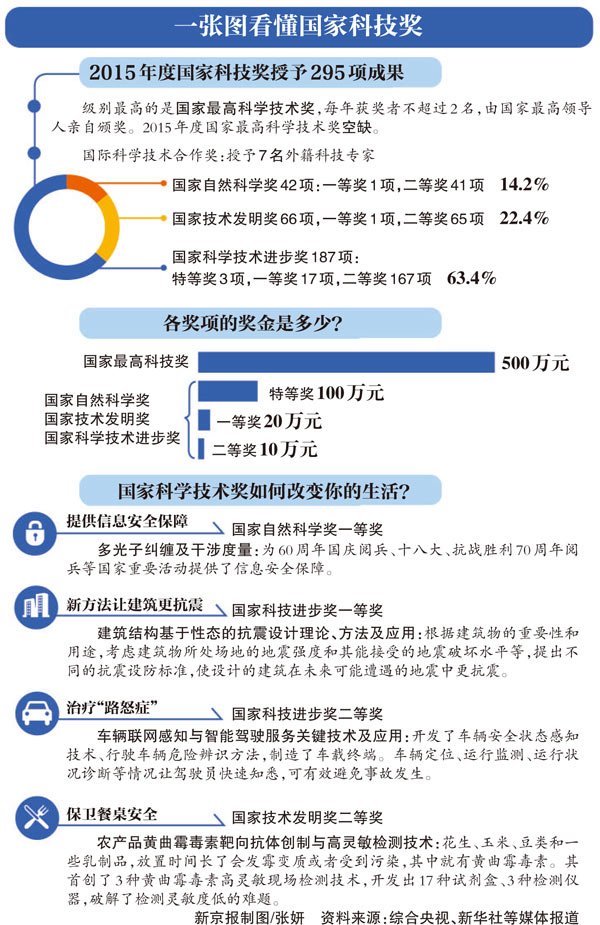 一张图看懂国家科技奖
2015年度国家科技奖授予295项成果
级别最高的是国家最高科学技术奖,每年获奖者不超过2名,由国家最高领导
人亲自颁奖。2015年度国家最高科学技术奖空缺。
国际科学技术合作奖:授予7名外籍科技专家
国家自然科学奖42项:一等奖1项,二等奖41项 14.2%
国家技术发明奖66项,一等奖1项,二等奖65项 22.4%
国家科学技术进步奖187项:
特等奖3项,一等奖17项,二等奖167项 63.4%
各奖项的奖金是多少?
国家最高科技奖 500万元
国家自然科学奖
国家技术发明奖
国家科学技术进步奖
特等奖100万元
一等奖20万元
二等奖10万元
国家科学技术奖如何改变你的生活?
提供信息安全保障 国家自然科学奖一等奖
多光子纠缠及干涉度量:为60周年国庆阅兵、十八大、抗战胜利70周年阅
兵等国家重要活动提供了信息安全保障。
新方法让建筑更抗震 国家科技进步奖一等奖
建筑结构基于性态的抗震设计理论、方法及应用:根据建筑物的重要性和
用途,考虑建筑物所处场地的地震强度和其能接受的地震破坏水平等,提出不
同的抗震设防标准,使设计的建筑在未来可能遭遇的地震中更抗震。
治疗“路怒症” 国家科技进步奖二等奖
车辆联网感知与智能驾驶服务关键技术及应用:开发了车辆安全状态感知
技术、行驶车辆危险辨识方法,制造了车载终端。车辆定位、运行监测、运行状
况诊断等情况让驾驶员快速知悉,可有效避免事故发生。
保卫餐桌安全 国家技术发明奖二等奖
农产品黄曲霉毒素靶向抗体创制与高灵敏检测技术:花生、玉米、豆类和一
些乳制品,放置时间长了会发霉变质或者受到污染,其中就有黄曲霉毒素。其
首创了3种黄曲霉毒素高灵敏现场检测技术,开发出17种试剂盒、3种检测仪
器,破解了检测灵敏度低的难题。
新京报制图/张妍 资料来源:综合央视、新华社等媒体报道